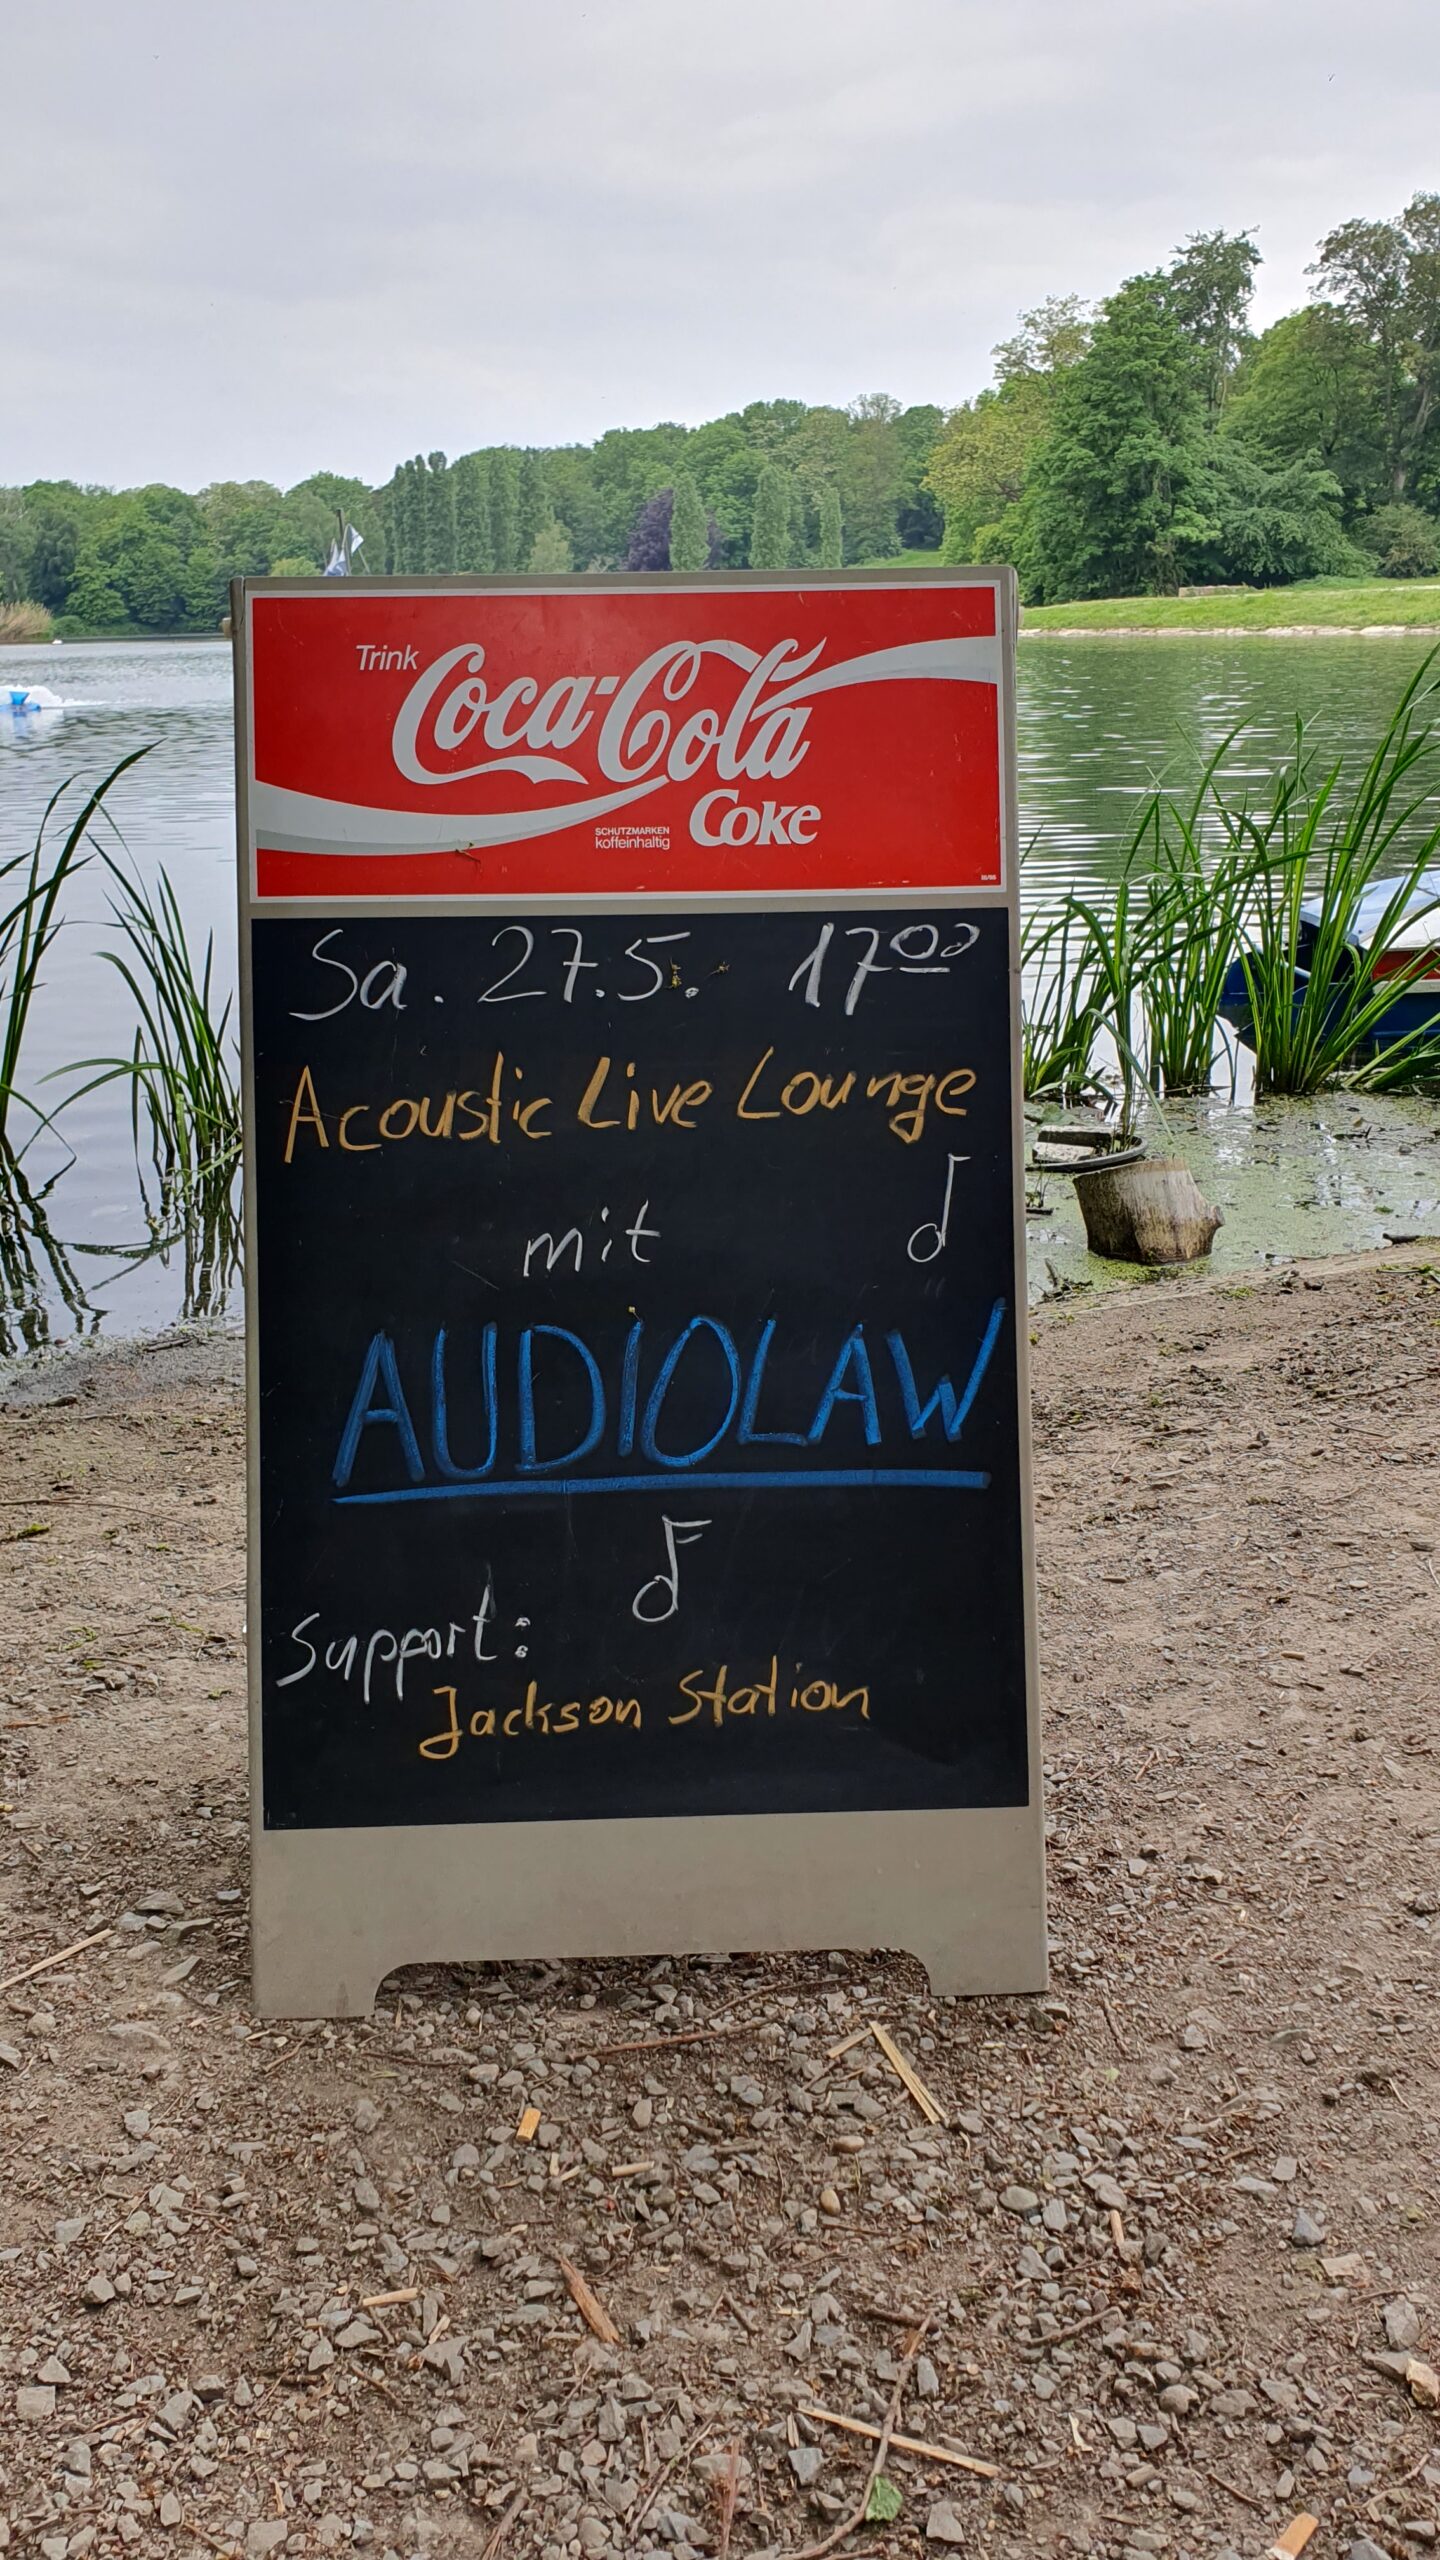 Trink Coca-Cola
Coke
SCHUTZMARKEN
koffeinhaltig
Sa. 27.5. 17⁰⁰
Acoustic Live Lounge
mit
AUDIOLAW
Support:
Jackson Station